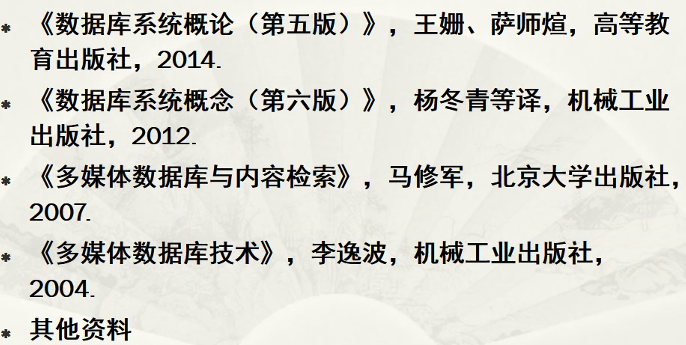 * 《数据库系统概论（第五版）》，王姗、萨师煊，高等教
育出版社，2014.
* 《数据库系统概念（第六版）》，杨冬青等译，机械工业
出版社，2012.
* 《多媒体数据库与内容检索》，马修军，北京大学出版社，
2007.
* 《多媒体数据库技术》，李逸波，机械工业出版社，
2004.
* 其他资料